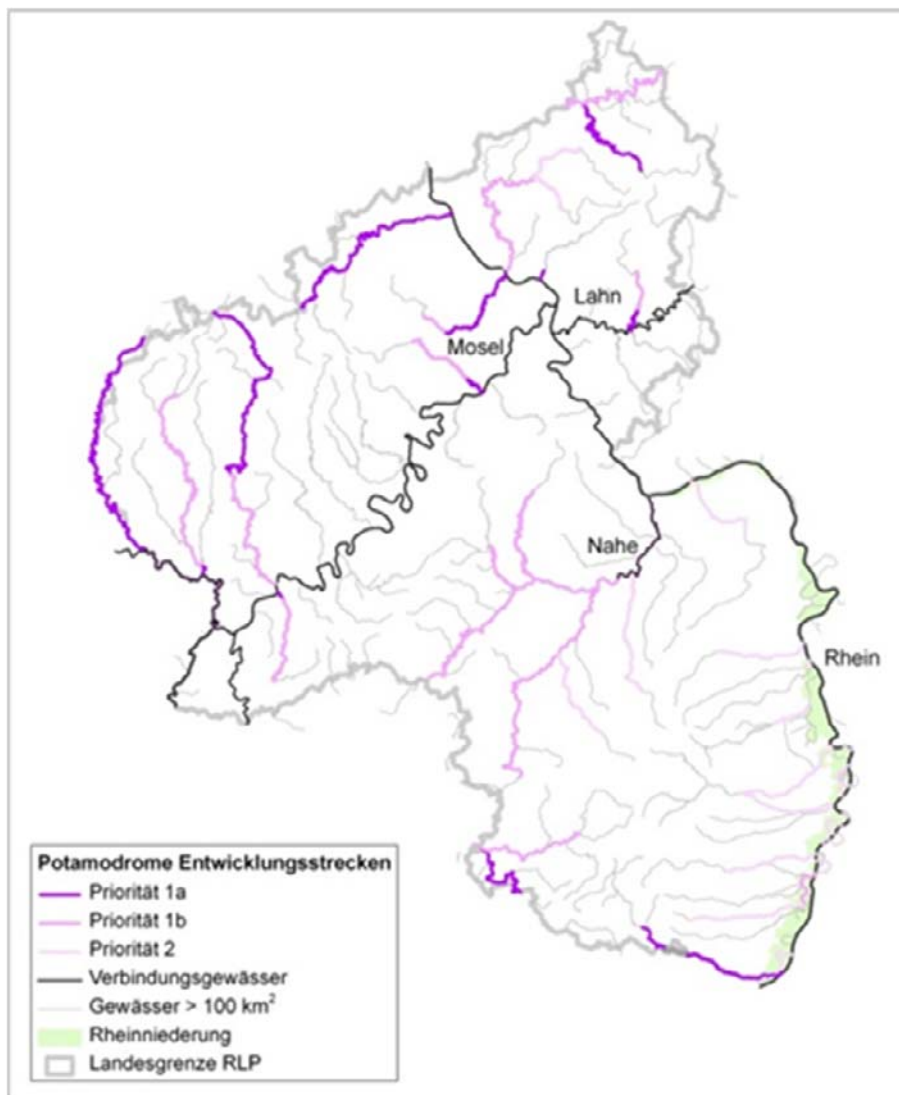 Lahn
Mosel
Nahe
Rhein
Potamodrome Entwicklungsstrecken
Priorität 1a
Priorität 1b
Priorität 2
Verbindungsgewässer
Gewässer > 100 km²
Rheinniederung
Landesgrenze RLP